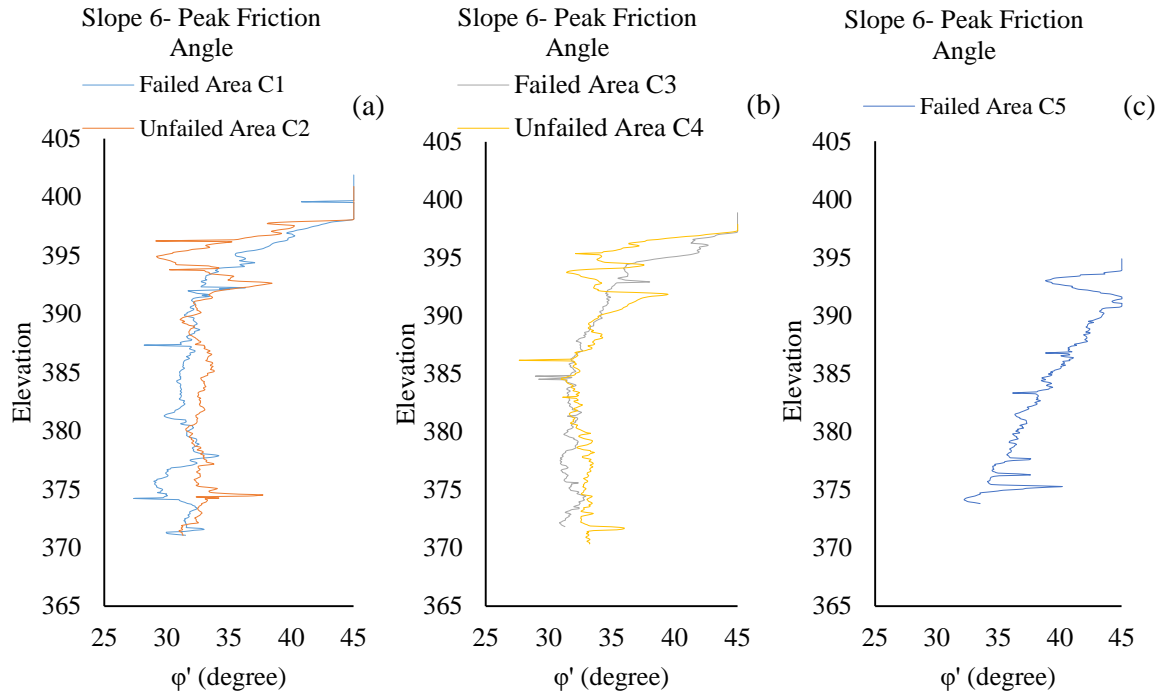 Slope 6- Peak Friction
Angle
Failed Area C1
Unfailed Area C2
(a)
405
400
395
390
385
380
375
370
365
Elevation
25 30 35 40 45
φ' (degree)
Slope 6- Peak Friction
Angle
Failed Area C3
Unfailed Area C4
(b)
405
400
395
390
385
380
375
370
365
Elevation
25 30 35 40 45
φ' (degree)
Slope 6- Peak Friction
Angle
Failed Area C5
(c)
405
400
395
390
385
380
375
370
365
Elevation
25 30 35 40 45
φ' (degree)